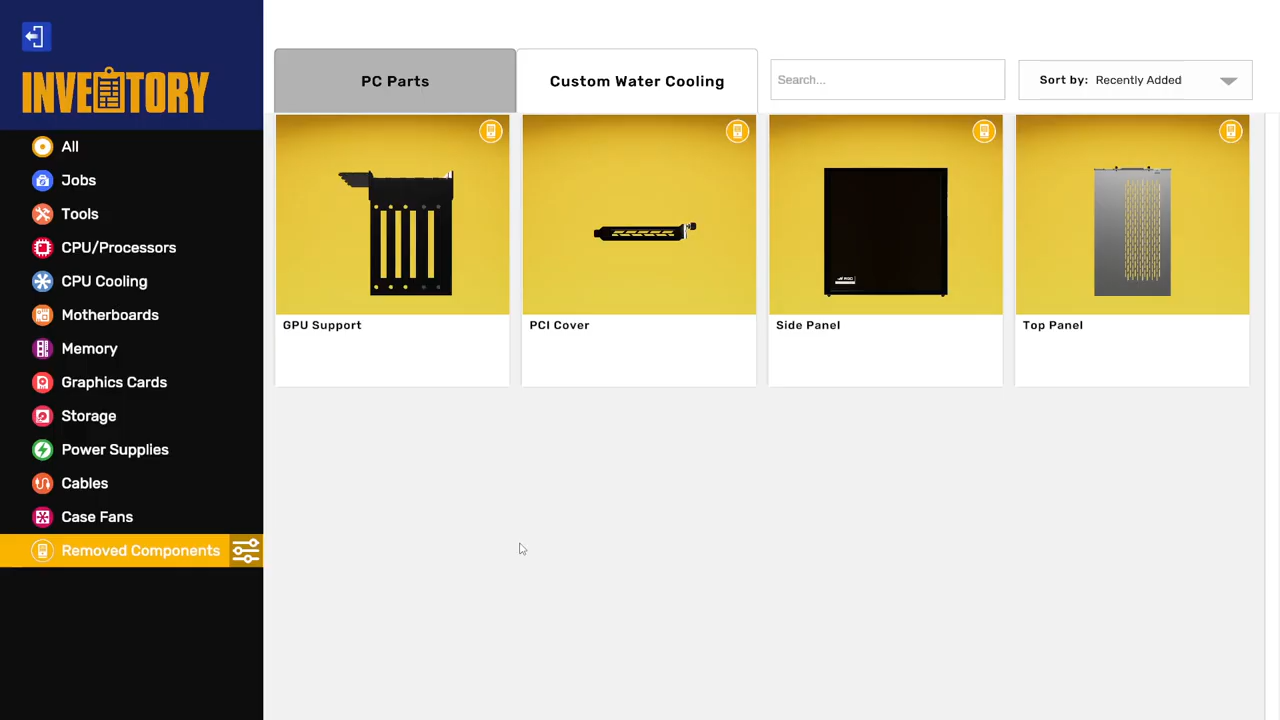 INVENTORY
PC Parts
Custom Water Cooling
Search...
Sort by: Recently Added
All
Jobs
Tools
CPU/Processors
CPU Cooling
Motherboards
Memory
Graphics Cards
Storage
Power Supplies
Cables
Case Fans
Removed Components
GPU Support
PCI Cover
Side Panel
Top Panel